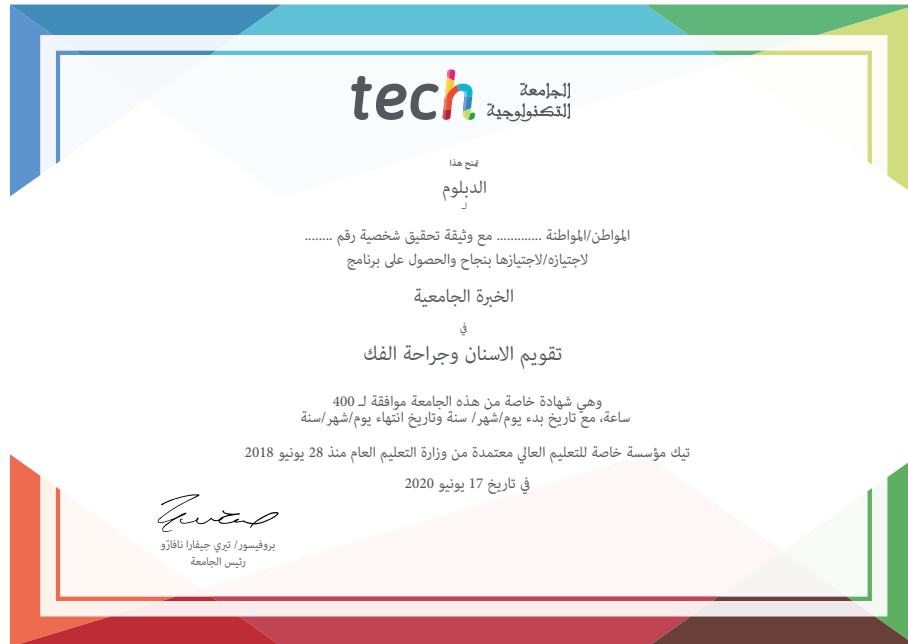 tech الجامعة
التكنولوجية
يمنح هذا
الدبلوم
لـ
المواطن/المواطنة ............. مع وثيقة تحقيق شخصية رقم ........
لاجتيازه/لاجتيازها بنجاح والحصول على برنامج
الخبرة الجامعية
في
تقويم الاسنان وجراحة الفك
وهي شهادة خاصة من هذه الجامعة موافقة لـ 400
ساعة، مع تاريخ بدء يوم/شهر/ سنة وتاريخ انتهاء يوم/شهر/سنة
تيك مؤسسة خاصة للتعليم العالي معتمدة من وزارة التعليم العام منذ 28 يونيو 2018
في تاريخ 17 يونيو 2020
بروفيسور/ تيري جيفارا نافارّو
رئيس الجامعة